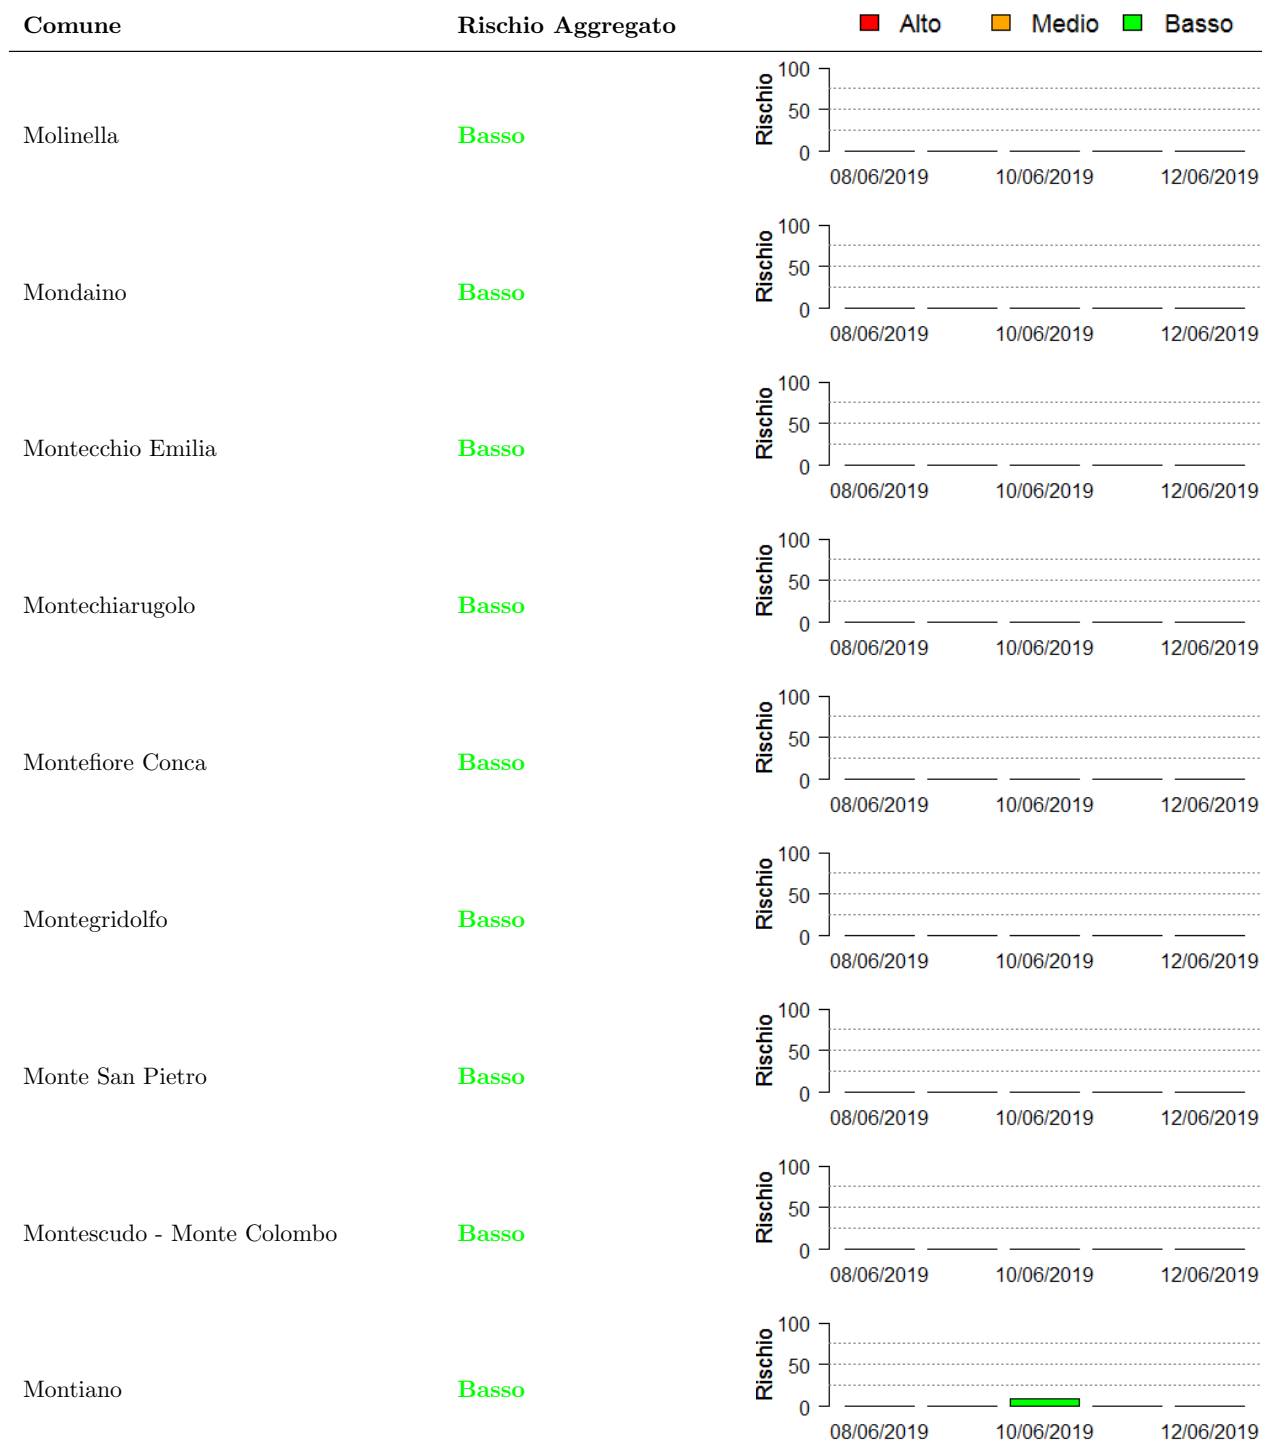 Comune Rischio Aggregato Alto Medio Basso
100
50
0
Rischio
Molinella Basso
08/06/2019 10/06/2019 12/06/2019
100
50
0
Rischio
Mondaino Basso
08/06/2019 10/06/2019 12/06/2019
100
50
0
Rischio
Montecchio Emilia Basso
08/06/2019 10/06/2019 12/06/2019
100
50
0
Rischio
Montechiarugolo Basso
08/06/2019 10/06/2019 12/06/2019
100
50
0
Rischio
Montefiore Conca Basso
08/06/2019 10/06/2019 12/06/2019
100
50
0
Rischio
Montegridolfo Basso
08/06/2019 10/06/2019 12/06/2019
100
50
0
Rischio
Monte San Pietro Basso
08/06/2019 10/06/2019 12/06/2019
100
50
0
Rischio
Montescudo - Monte Colombo Basso
08/06/2019 10/06/2019 12/06/2019
100
50
0
Rischio
Montiano Basso
08/06/2019 10/06/2019 12/06/2019